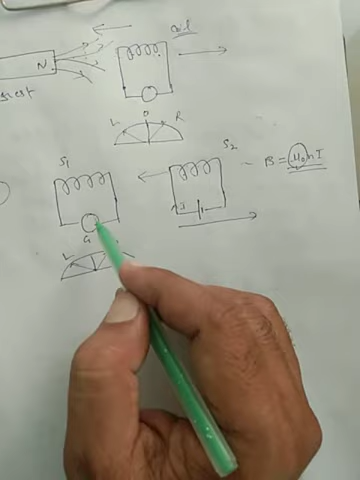 coil
N
L O R
S1
S2
B = μ0nI
I
G
L